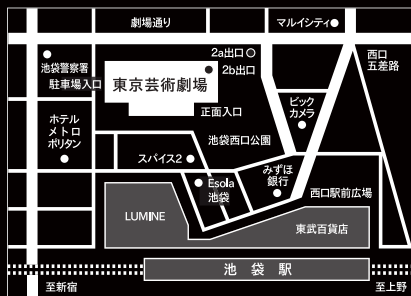 劇場通り
マルイシティ
2a出口
2b出口
西口
五差路
池袋警察署
駐車場入口
東京芸術劇場
正面入口
ビック
カメラ
ホテル
メトロ
ポリタン
池袋西口公園
スパイス2
Esola
池袋
みずほ
銀行
西口駅前広場
LUMINE
東武百貨店
池袋駅
至新宿
至上野